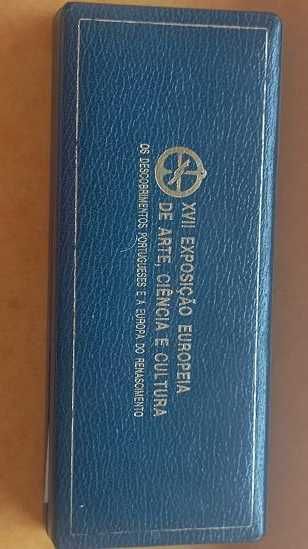 XVII EXPOSIÇÃO EUROPEIA
DE ARTE, CIÊNCIA E CULTURA
OS DESCOBRIMENTOS PORTUGUESES E A EUROPA DO RENASCIMENTO